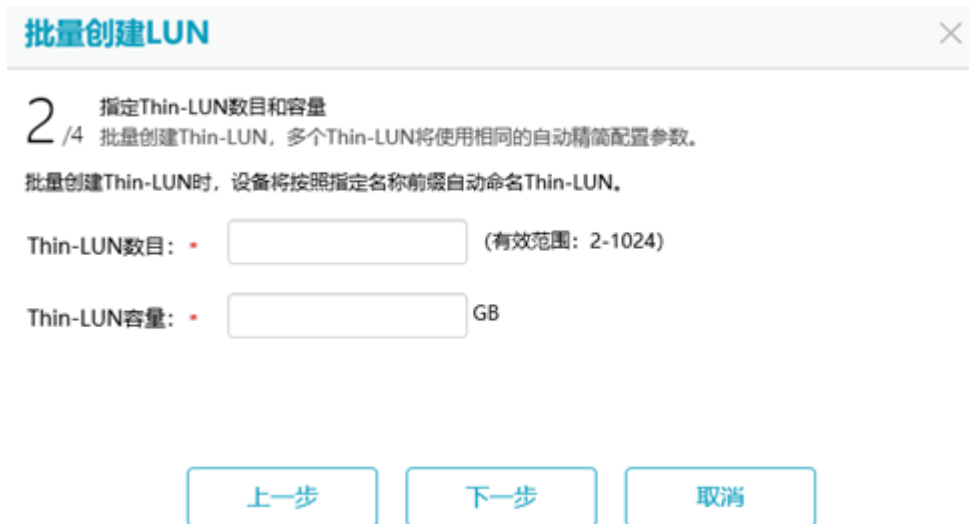 批量创建LUN
2/4
指定Thin-LUN数目和容量
批量创建Thin-LUN，多个Thin-LUN将使用相同的自动精简配置参数。
批量创建Thin-LUN时，设备将按照指定名称前缀自动命名Thin-LUN。
Thin-LUN数目： * (有效范围：2-1024)
Thin-LUN容量： * GB
上一步 下一步 取消